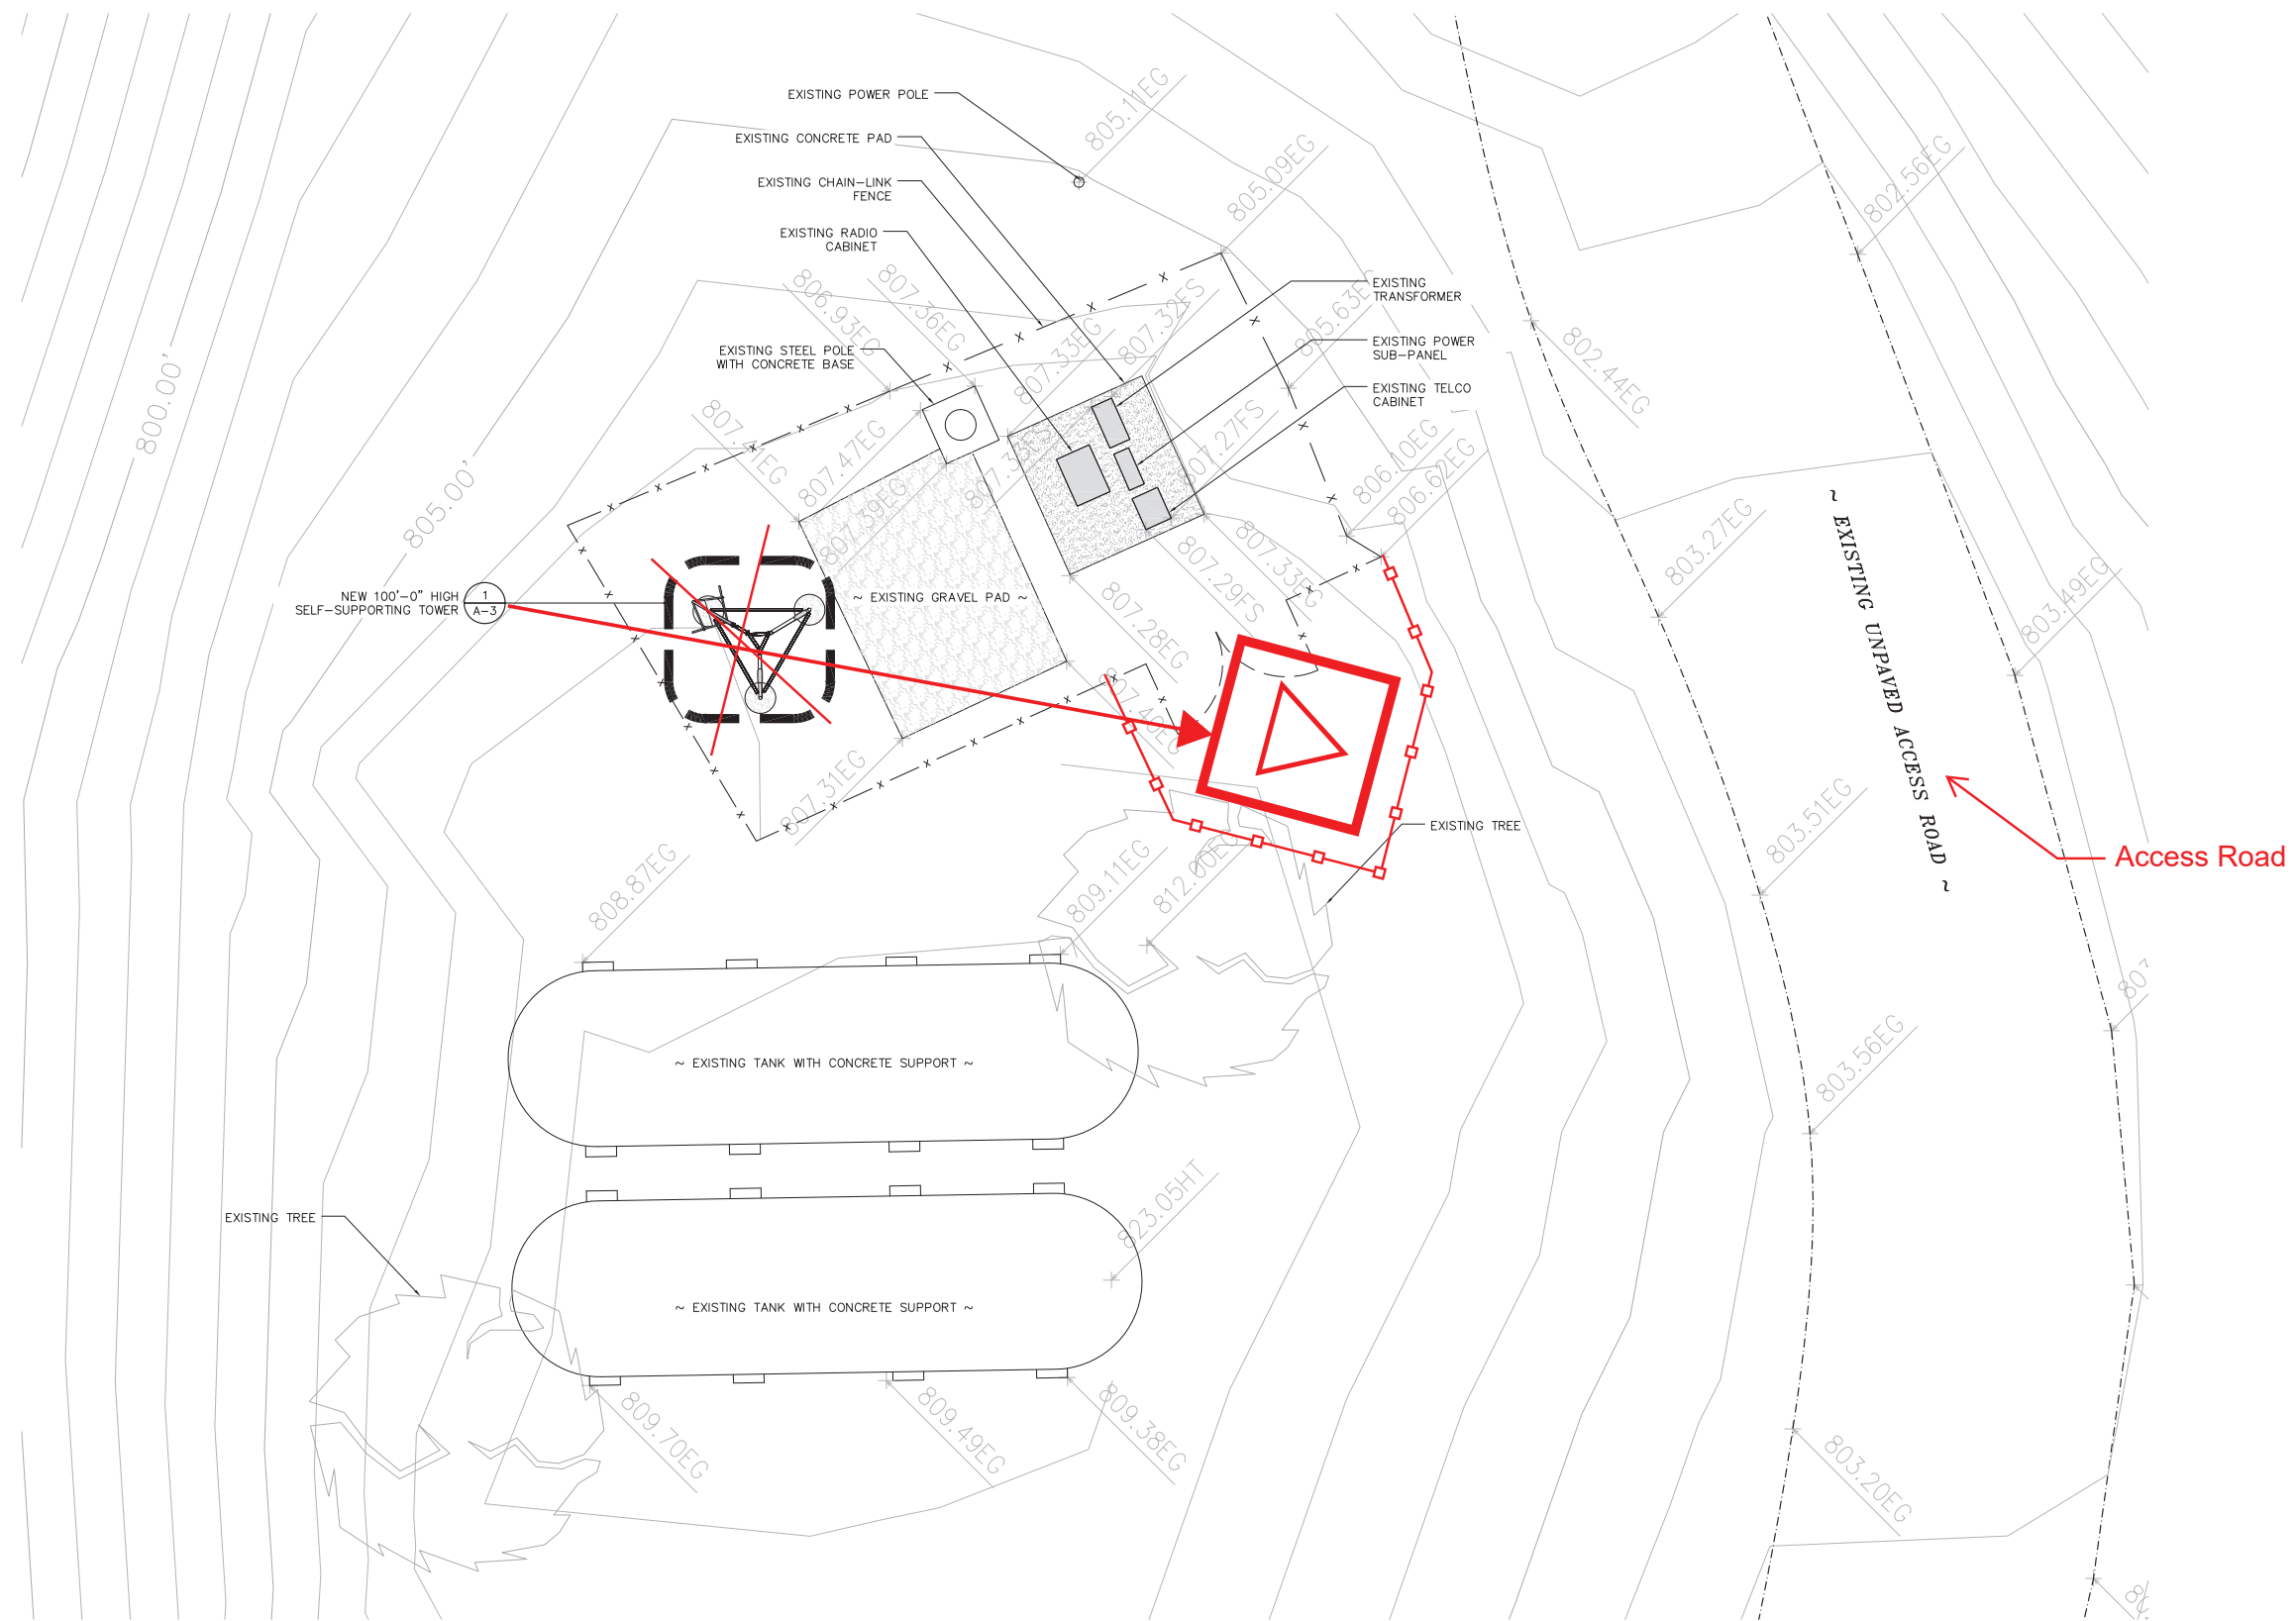 EXISTING POWER POLE
805.11EG
EXISTING CONCRETE PAD
805.09EG
802.56EG
EXISTING CHAIN-LINK
FENCE
EXISTING RADIO
CABINET
806.93EG
807.36EG
807.33EG
807.32FS
805.63E
EXISTING
TRANSFORMER
EXISTING STEEL POLE
WITH CONCRETE BASE
EXISTING POWER
SUB-PANEL
EXISTING TELCO
CABINET
802.44EG
800.00'
805.00'
807.41EG
807.47EG
807.39EG
807.27FS
806.10EG
806.62EG
803.27EG
803.49EG
NEW 100'-0" HIGH
SELF-SUPPORTING TOWER
1
A-3
~ EXISTING GRAVEL PAD ~
807.29FS
807.33FG
807.28EG
807.31EG
~ EXISTING UNPAVED ACCESS ROAD ~
803.51EG
Access Road
EXISTING TREE
808.87EG
809.11EG
812.00EG
803.56EG
~ EXISTING TANK WITH CONCRETE SUPPORT ~
823.05HT
EXISTING TREE
~ EXISTING TANK WITH CONCRETE SUPPORT ~
809.70EG
809.49EG
809.38EG
803.20EG